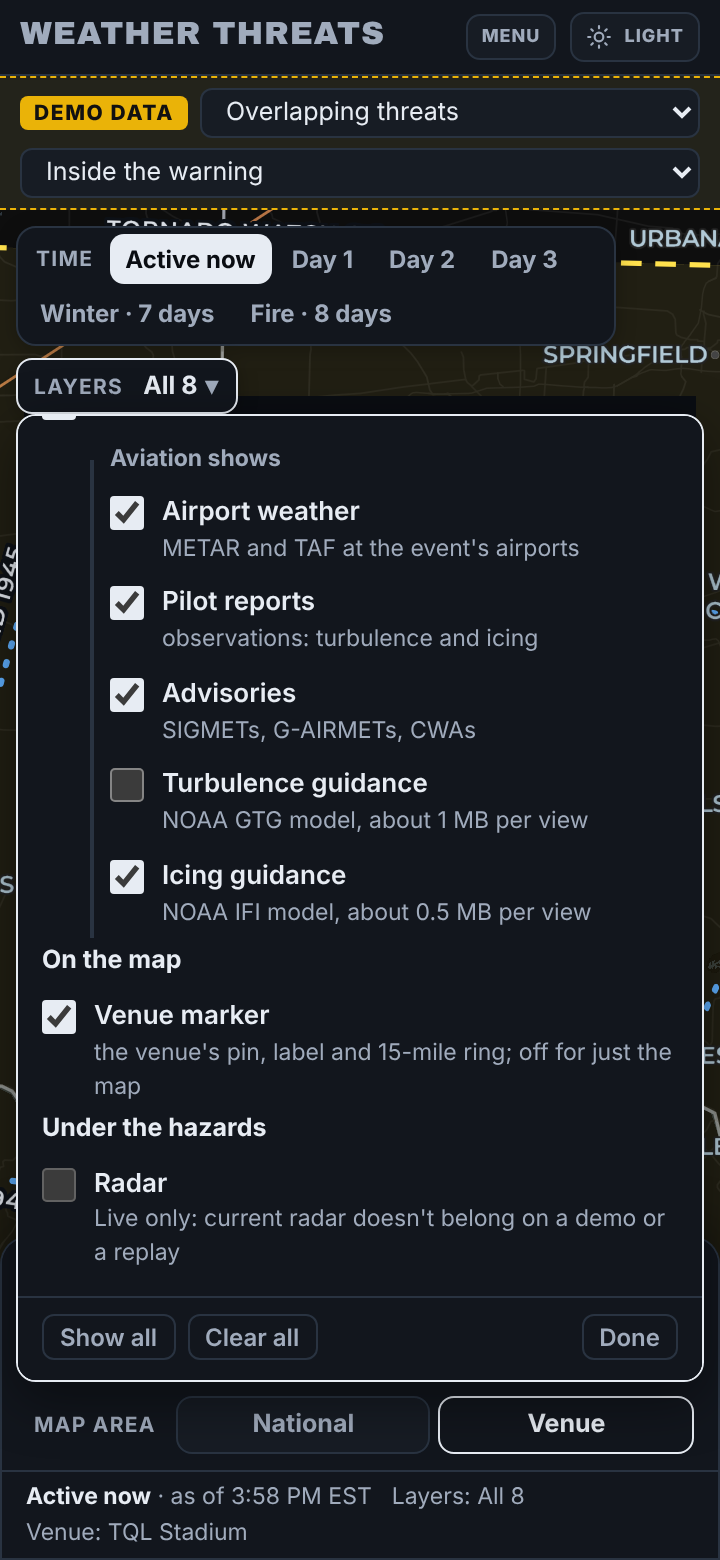 WEATHER THREATS
MENU
LIGHT
DEMO DATA
Overlapping threats
Inside the warning
URBANA
TIME
Active now
Day 1
Day 2
Day 3
Winter · 7 days
Fire · 8 days
SPRINGFIELD
LAYERS All 8 ▾
Aviation shows
Airport weather
METAR and TAF at the event's airports
Pilot reports
observations: turbulence and icing
Advisories
SIGMETs, G-AIRMETs, CWAs
Turbulence guidance
NOAA GTG model, about 1 MB per view
Icing guidance
NOAA IFI model, about 0.5 MB per view
On the map
Venue marker
the venue's pin, label and 15-mile ring; off for just the
map
Under the hazards
Radar
Live only: current radar doesn't belong on a demo or
a replay
Show all
Clear all
Done
MAP AREA
National
Venue
Active now · as of 3:58 PM EST Layers: All 8
Venue: TQL Stadium